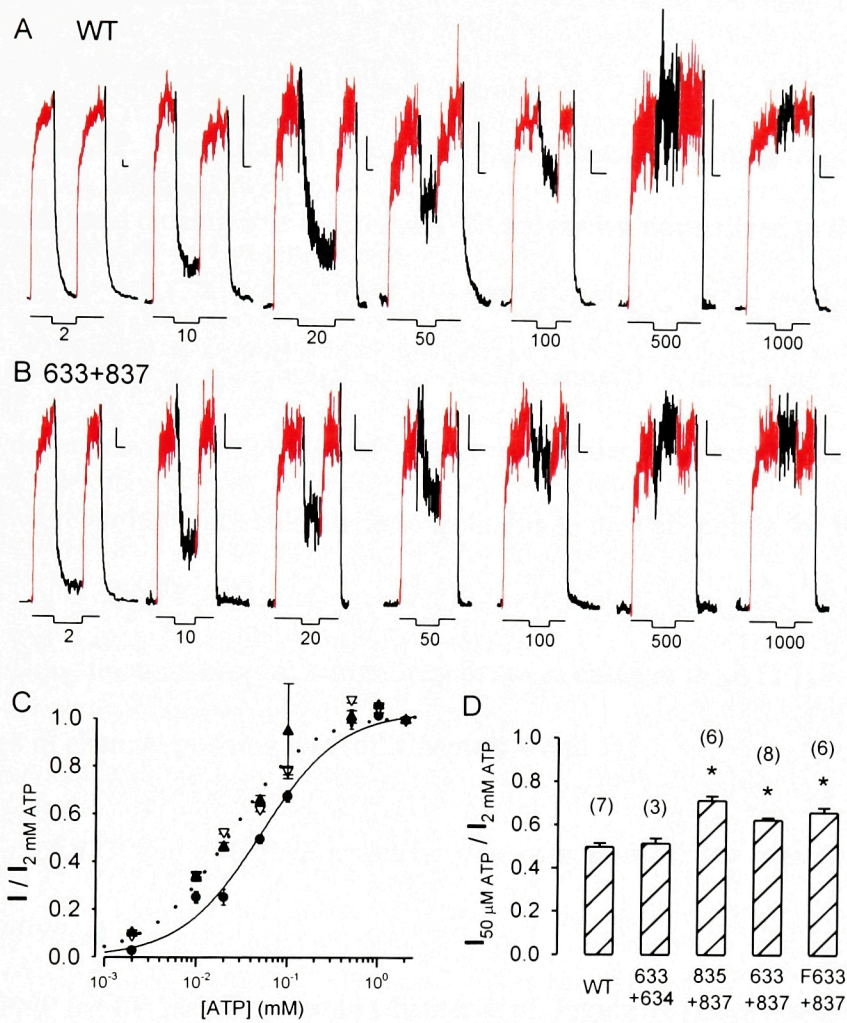 A WT
2 10 20 50 100 500 1000
B 633+837
2 10 20 50 100 500 1000
C
I / I2 mM ATP
1.0
0.8
0.6
0.4
0.2
0.0
10⁻³ 10⁻² 10⁻¹ 10⁰
[ATP] (mM)
D
I50 µM ATP / I2 mM ATP
1.0
0.8
0.6
0.4
0.2
0.0
(7) (3) (6) (8) (6)
* * *
WT 633 +634 835 +837 633 +837 F633 +837